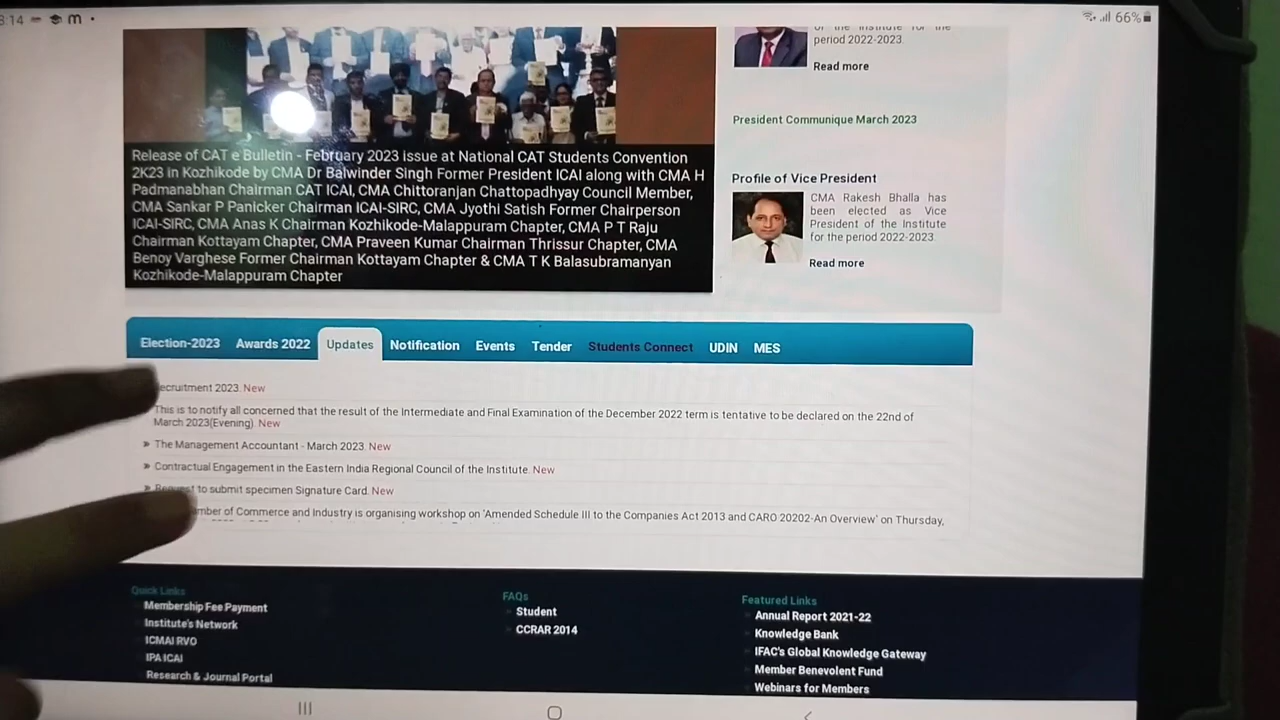 8:14
66%
period 2022-2023.
Read more
President Communique March 2023
Release of CAT e Bulletin - February 2023 issue at National CAT Students Convention
2K23 in Kozhikode by CMA Dr Balwinder Singh Former President ICAI along with CMA H
Padmanabhan Chairman CAT ICAI, CMA Chittoranjan Chattopadhyay Council Member,
CMA Sankar P Panicker Chairman ICAI-SIRC, CMA Jyothi Satish Former Chairperson
ICAI-SIRC, CMA Anas K Chairman Kozhikode-Malappuram Chapter, CMA P T Raju
Chairman Kottayam Chapter, CMA Praveen Kumar Chairman Thrissur Chapter, CMA
Benoy Varghese Former Chairman Kottayam Chapter & CMA T K Balasubramanyan
Kozhikode-Malappuram Chapter
Profile of Vice President
CMA Rakesh Bhalla has
been elected as Vice
President of the Institute
for the period 2022-2023.
Read more
Election-2023 Awards 2022 Updates Notification Events Tender Students Connect UDIN MES
ecruitment 2023. New
This is to notify all concerned that the result of the Intermediate and Final Examination of the December 2022 term is tentative to be declared on the 22nd of
March 2023(Evening). New
» The Management Accountant - March 2023. New
» Contractual Engagement in the Eastern India Regional Council of the Institute. New
» Request to submit specimen Signature Card. New
mber of Commerce and Industry is organising workshop on 'Amended Schedule III to the Companies Act 2013 and CARO 20202-An Overview' on Thursday,
Quick Links
Membership Fee Payment
Institute's Network
ICMAI RVO
IPA ICAI
Research & Journal Portal
FAQs
Student
CCRAR 2014
Featured Links
Annual Report 2021-22
Knowledge Bank
IFAC's Global Knowledge Gateway
Member Benevolent Fund
Webinars for Members